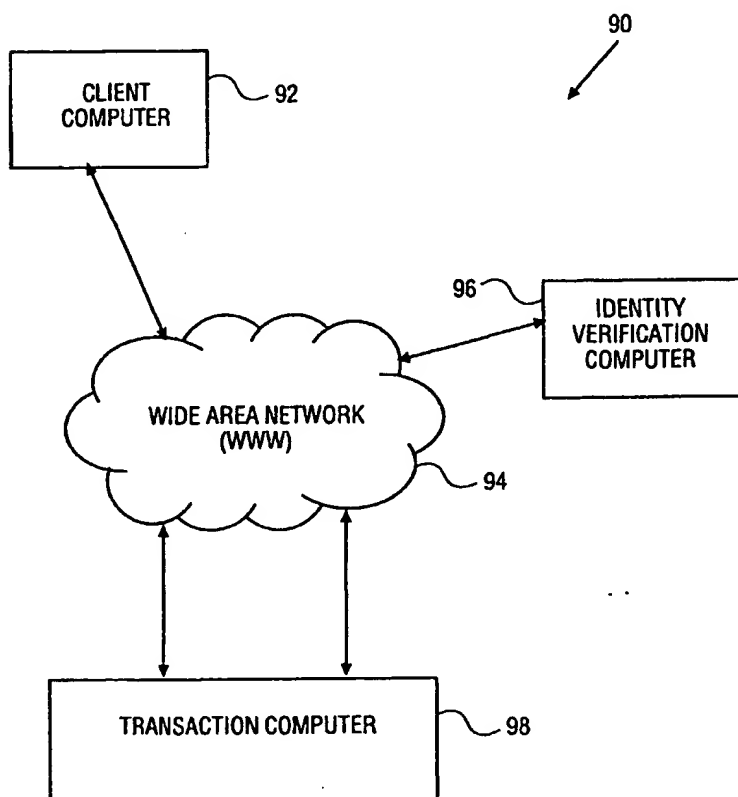 90
CLIENT
COMPUTER
92
96
IDENTITY
VERIFICATION
COMPUTER
WIDE AREA NETWORK
(WWW)
94
TRANSACTION COMPUTER
98